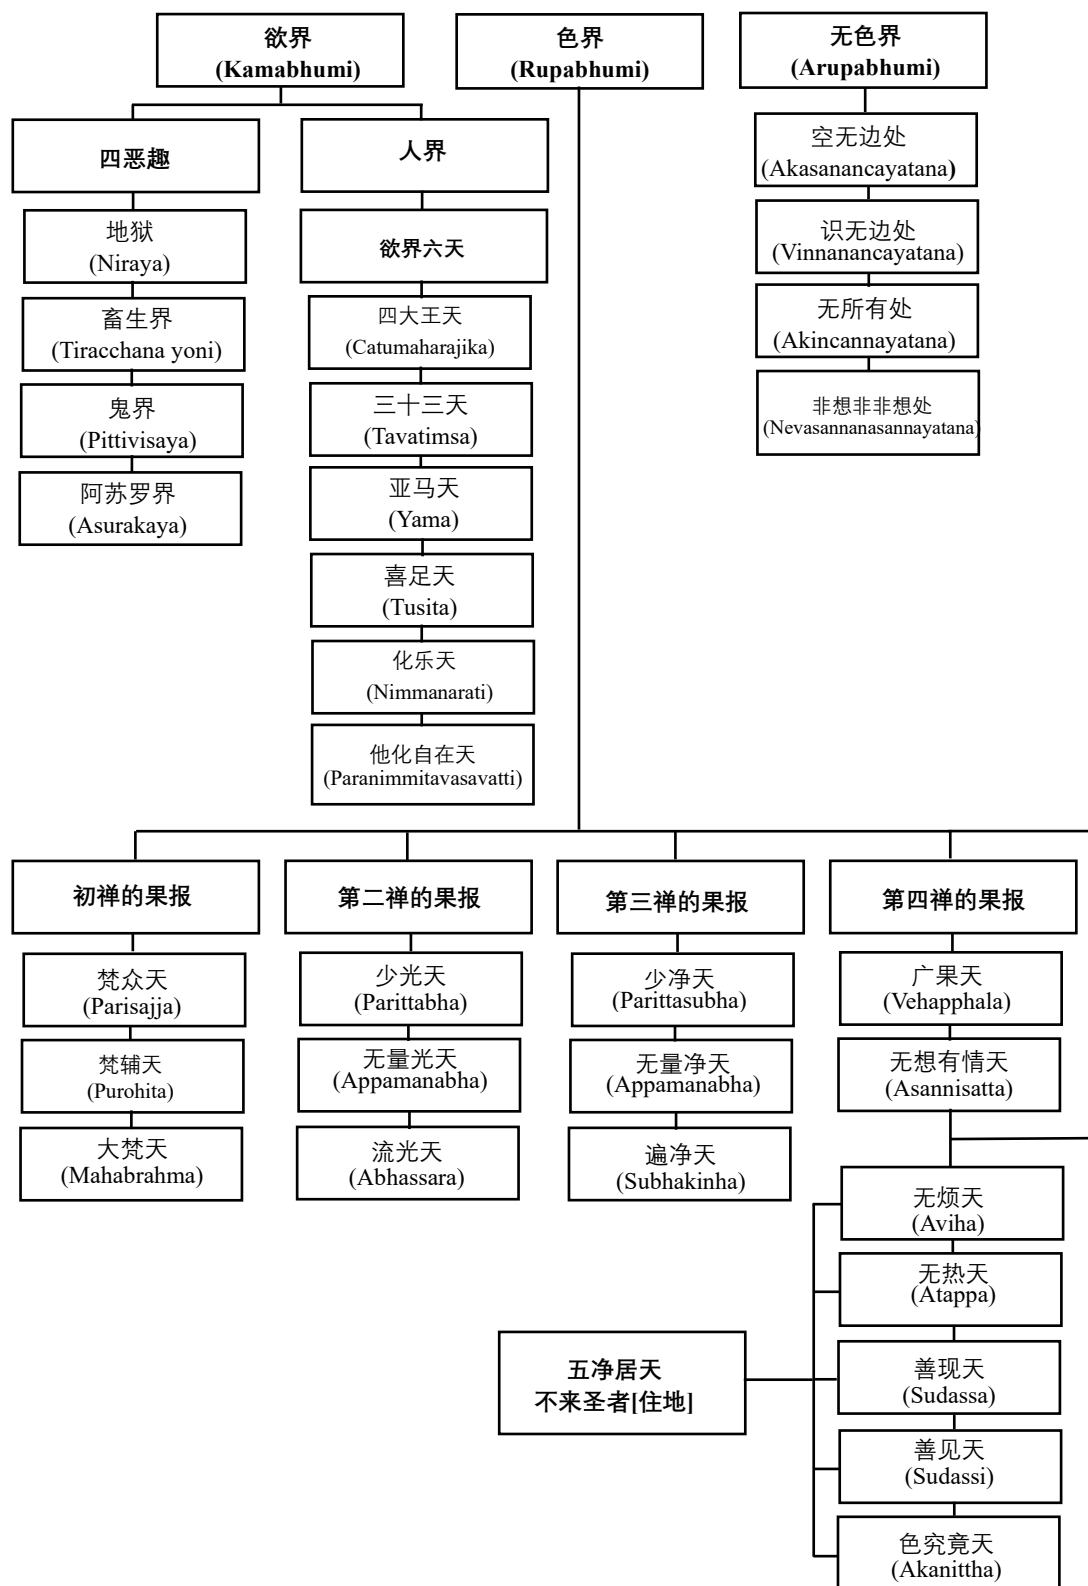 欲界
(Kamabhumi)
色界
(Rupabhumi)
无色界
(Arupabhumi)
四恶趣
地狱
(Niraya)
畜生界
(Tiracchana yoni)
鬼界
(Pittivisaya)
阿苏罗界
(Asurakaya)
人界
欲界六天
四大王天
(Catumaharajika)
三十三天
(Tavatimsa)
亚马天
(Yama)
喜足天
(Tusita)
化乐天
(Nimmanarati)
他化自在天
(Paranimmitavasavatti)
空无边处
(Akasanancayatana)
识无边处
(Vinnanancayatana)
无所有处
(Akincannayatana)
非想非非想处
(Nevasannanasannayatana)
初禅的果报
梵众天
(Parisajja)
梵辅天
(Purohita)
大梵天
(Mahabrahma)
第二禅的果报
少光天
(Parittabha)
无量光天
(Appamanabha)
流光天
(Abhassara)
第三禅的果报
少净天
(Parittasubha)
无量净天
(Appamanabha)
遍净天
(Subhakinha)
第四禅的果报
广果天
(Vehapphala)
无想有情天
(Asannisatta)
五净居天
不来圣者[住地]
无烦天
(Aviha)
无热天
(Atappa)
善现天
(Sudassa)
善见天
(Sudassi)
色究竟天
(Akanittha)